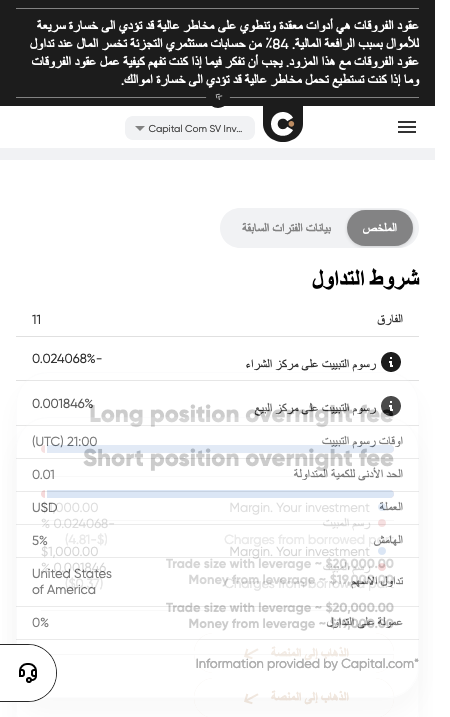 عقود الفروقات هي أدوات معقدة وتنطوي على مخاطر عالية قد تؤدي الى خسارة سريعة
للأموال بسبب الرافعة المالية. 84٪ من حسابات مستثمري التجزئة تخسر المال عند تداول
عقود الفروقات مع هذا المزود. يجب أن تفكر فيما إذا كنت تفهم كيفية عمل عقود الفروقات
وما إذا كنت تستطيع تحمل مخاطر عالية قد تؤدي الى خسارة اموالك.
Capital Com SV Inv...
الملخص بيانات الفترات السابقة
شروط التداول
الفارق 11
رسوم التبييت على مركز الشراء -0.024068%
رسوم التبييت على مركز البيع 0.001846%
Long position overnight fee
اوقات رسوم التبييت 21:00 (UTC)
Short position overnight fee
الحد الأدنى للكمية المتداولة 0.01
العملة USD
Margin. Your investment
رسم المبيت -0.024068 %
الهامش 5%
Charges from borrowed (-$4.81)
Margin. Your investment $1,000.00
0.001846 %
Trade size with leverage ~ $20,000.00
تداول الأسهم United States of America
Money from leverage ~ $19,000.00
Trade size with leverage ~ $20,000.00
عمولة على التداول 0%
Money from leverage ~ $19,000.00
الذهاب إلى المنصة
Information provided by Capital.com*
الذهاب إلى المنصة